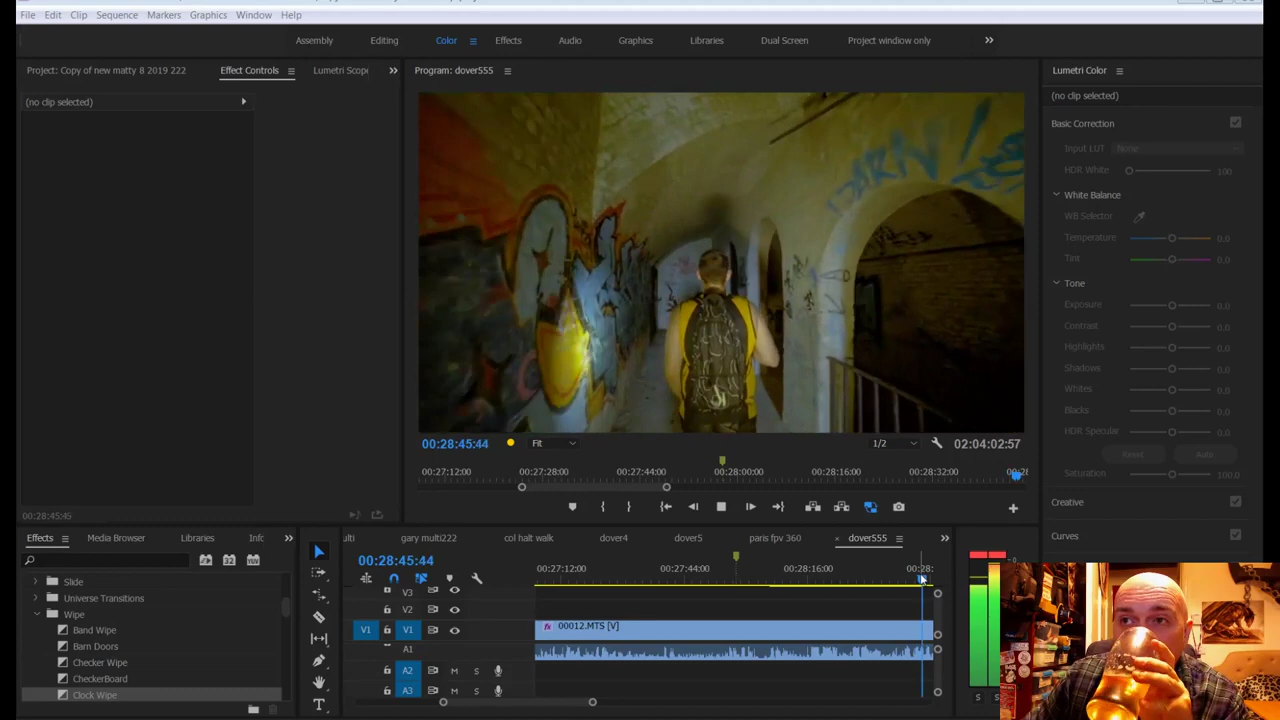 File Edit Clip Sequence Markers Graphics Window Help
Assembly Editing Color Effects Audio Graphics Libraries Dual Screen Project window only
Project: Copy of new matty 8 2019 222 Effect Controls Lumetri Scope
(no clip selected)
00:28:45:45
Program: dover555
DARN
00:28:45:44 Fit 1/2 02:04:02:57
00:27:12:00 00:27:28:00 00:27:44:00 00:28:00:00 00:28:16:00 00:28:32:00 00:28
Lumetri Color
(no clip selected)
Basic Correction
Input LUT None
HDR White 100
White Balance
WB Selector
Temperature 0.0
Tint 0.0
Tone
Exposure 0.0
Contrast 0.0
Highlights 0.0
Shadows 0.0
Whites 0.0
Blacks 0.0
HDR Specular 0.0
Reset Auto
Saturation 100.0
Creative
Curves
Effects Media Browser Libraries Info
32 YUV
Slide
Universe Transitions
Wipe
Band Wipe
Barn Doors
Checker Wipe
CheckerBoard
Clock Wipe
ulti gary multi222 col halt walk dover4 dover5 paris fpv 360 × dover555
00:28:45:44
00:27:12:00 00:27:44:00 00:28:16:00 00:28:
V3
V2
V1 V1 fx 00012.MTS [V]
A1
A2 M S
A3 M S
T
0
S S